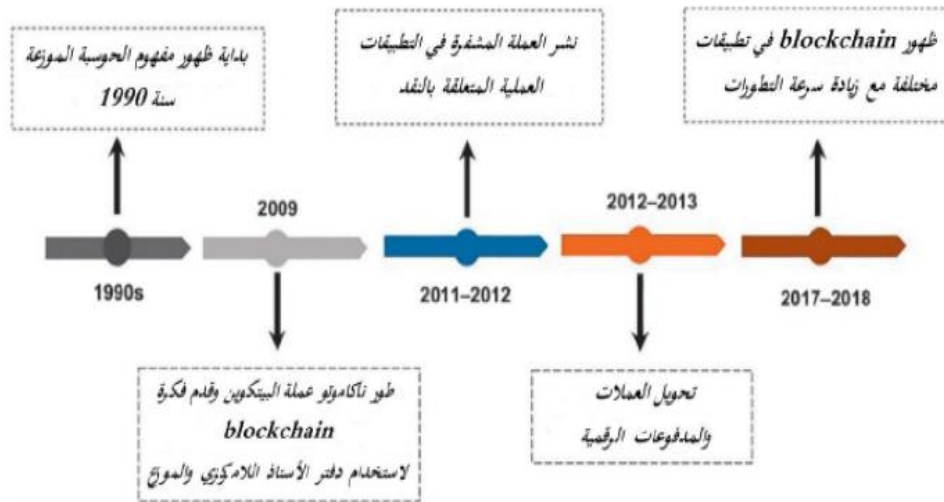 بداية ظهور مفهوم الحوسبة الموزعة
سنة 1990
نشر العملة المشفرة في التطبيقات
العملية المتعلقة بالنقد
ظهور blockchain في تطبيقات
مختلفة مع زيادة سرعة التطورات
2009
2012–2013
1990s
2011–2012
2017–2018
طور ناكاموتو عملة البيتكوين وقدم فكرة
blockchain
لاستخدام دفتر الأستاذ اللامركزي والموزع
تحويل العملات
والمدفوعات الرقمية